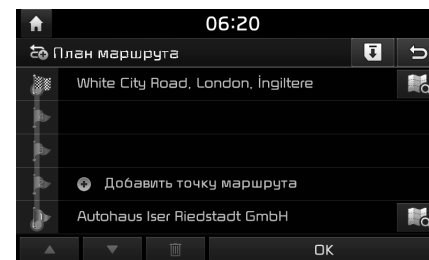 06:20
План маршрута
White City Road, London, İngiltere
Добавить точку маршрута
Autohaus Iser Riedstadt GmbH
OK